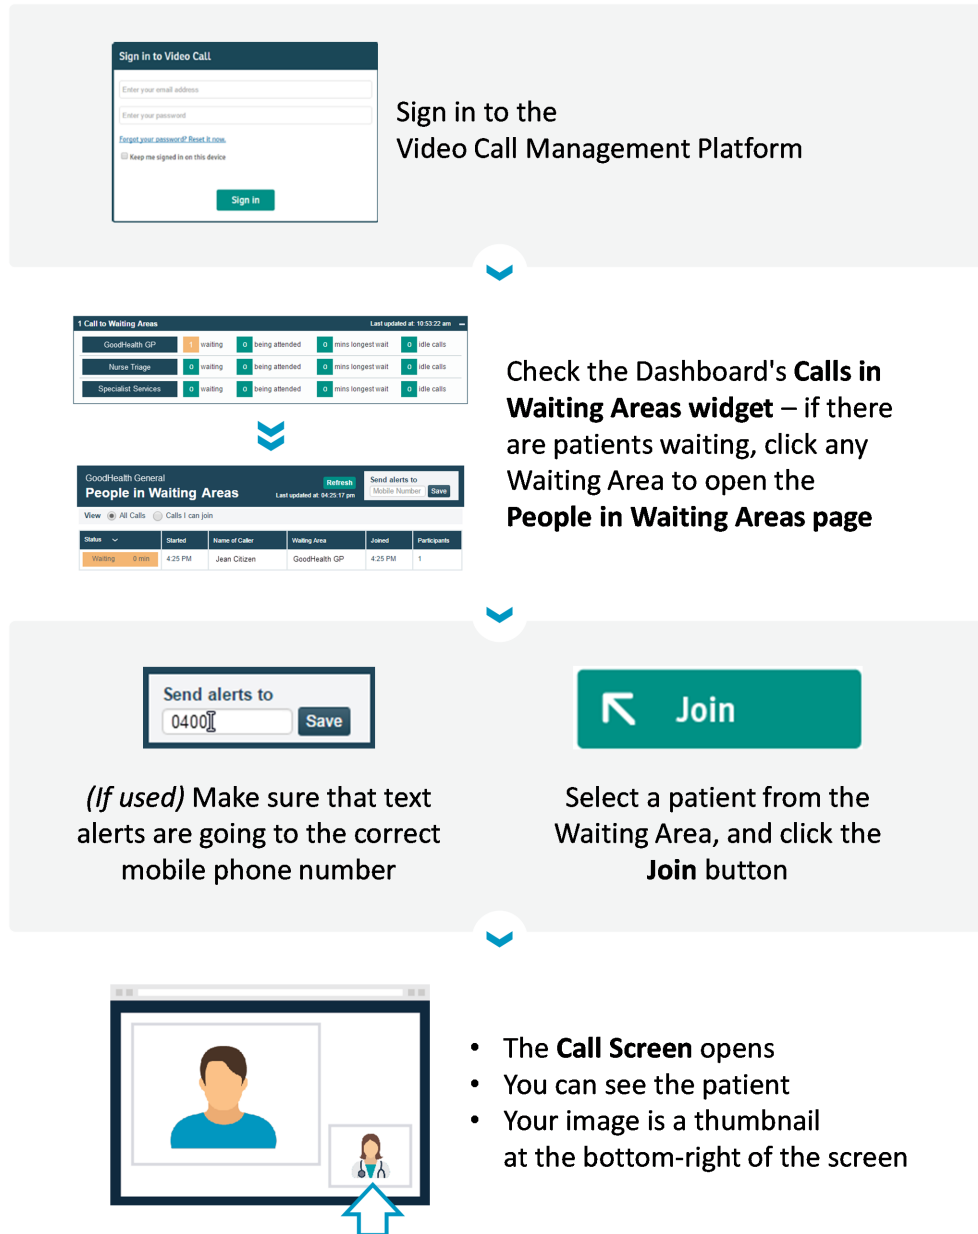 Sign in to Video Call
Enter your email address
Enter your password
Forgot your password? Reset it now.
Keep me signed in on this device
Sign in
Sign in to the
Video Call Management Platform
1 Call to Waiting Areas
Last updated at: 10:53:22 am
GoodHealth GP 1 waiting 0 being attended 0 mins longest wait 0 idle calls
Nurse Triage 0 waiting 0 being attended 0 mins longest wait 0 idle calls
Specialist Services 0 waiting 0 being attended 0 mins longest wait 0 idle calls
GoodHealth General
People in Waiting Areas
Refresh
Last updated at: 04:25:17 pm
Send alerts to
Mobile Number Save
View All Calls Calls I can join
Status Started Name of Caller Waiting Area Joined Participants
Waiting 0 min 4:25 PM Jean Citizen GoodHealth GP 4:25 PM 1
Check the Dashboard's Calls in
Waiting Areas widget – if there
are patients waiting, click any
Waiting Area to open the
People in Waiting Areas page
Send alerts to
0400 Save
(If used) Make sure that text
alerts are going to the correct
mobile phone number
Join
Select a patient from the
Waiting Area, and click the
Join button
• The Call Screen opens
• You can see the patient
• Your image is a thumbnail
at the bottom-right of the screen